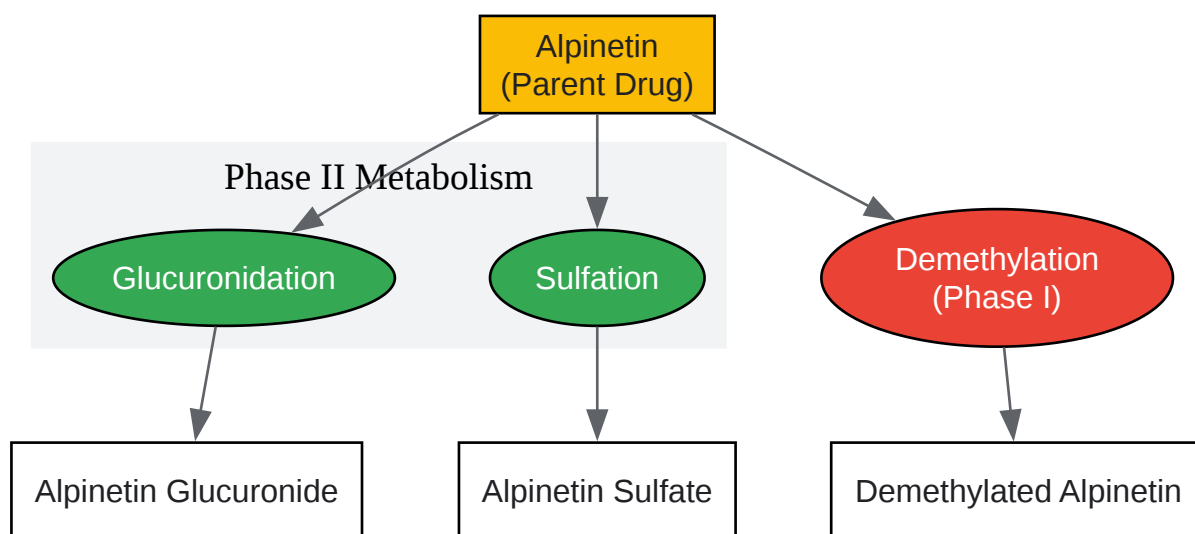 Alpinetin
(Parent Drug)
Phase II Metabolism
Glucuronidation
Sulfation
Demethylation
(Phase I)
Alpinetin Glucuronide
Alpinetin Sulfate
Demethylated Alpinetin